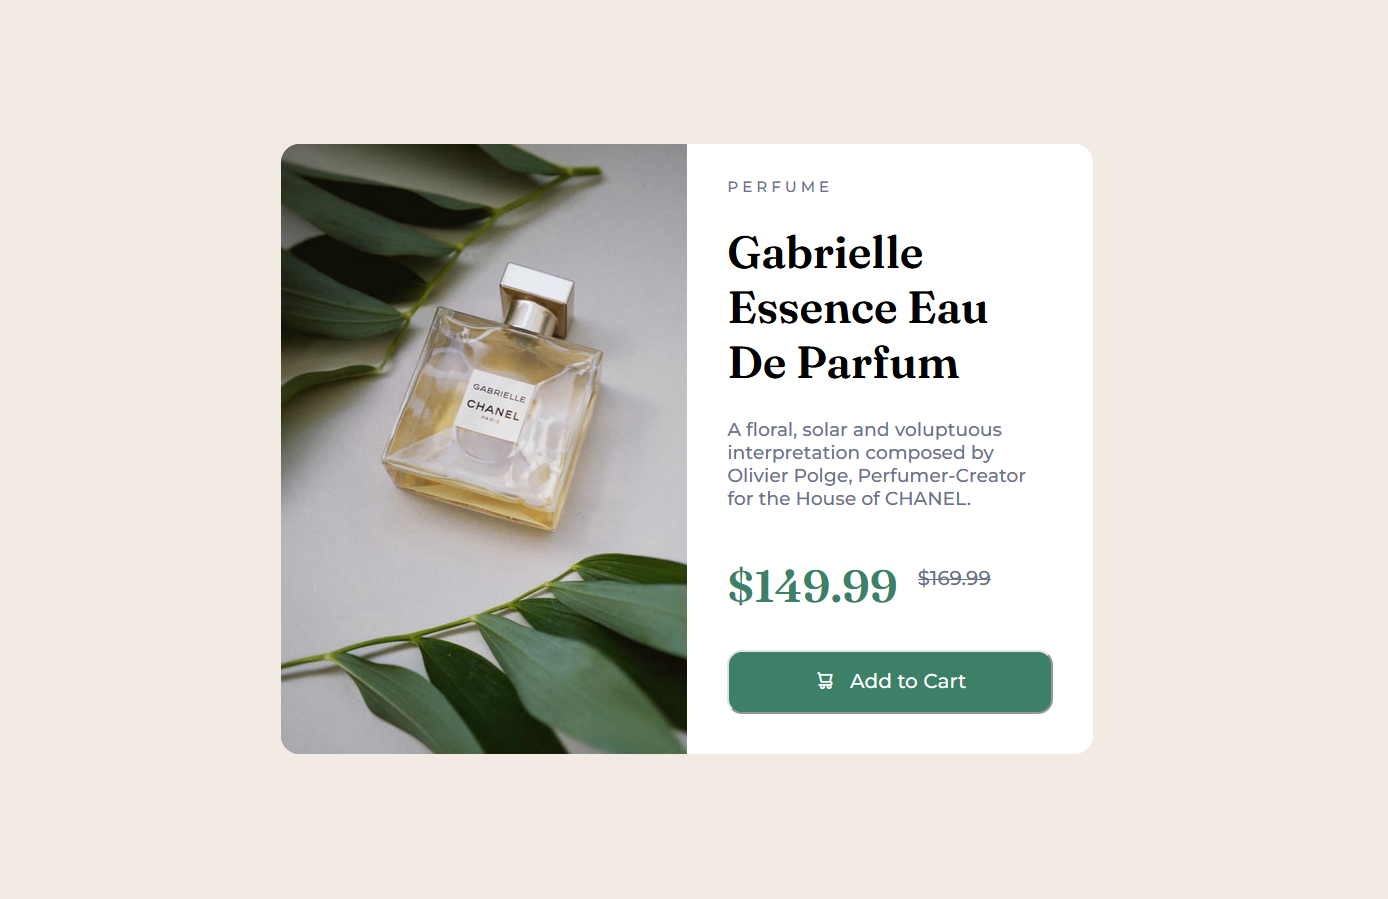 GABRIELLE
CHANEL
PARIS
PERFUME
Gabrielle
Essence Eau
De Parfum
A floral, solar and voluptuous
interpretation composed by
Olivier Polge, Perfumer-Creator
for the House of CHANEL.
$149.99 $169.99
Add to Cart